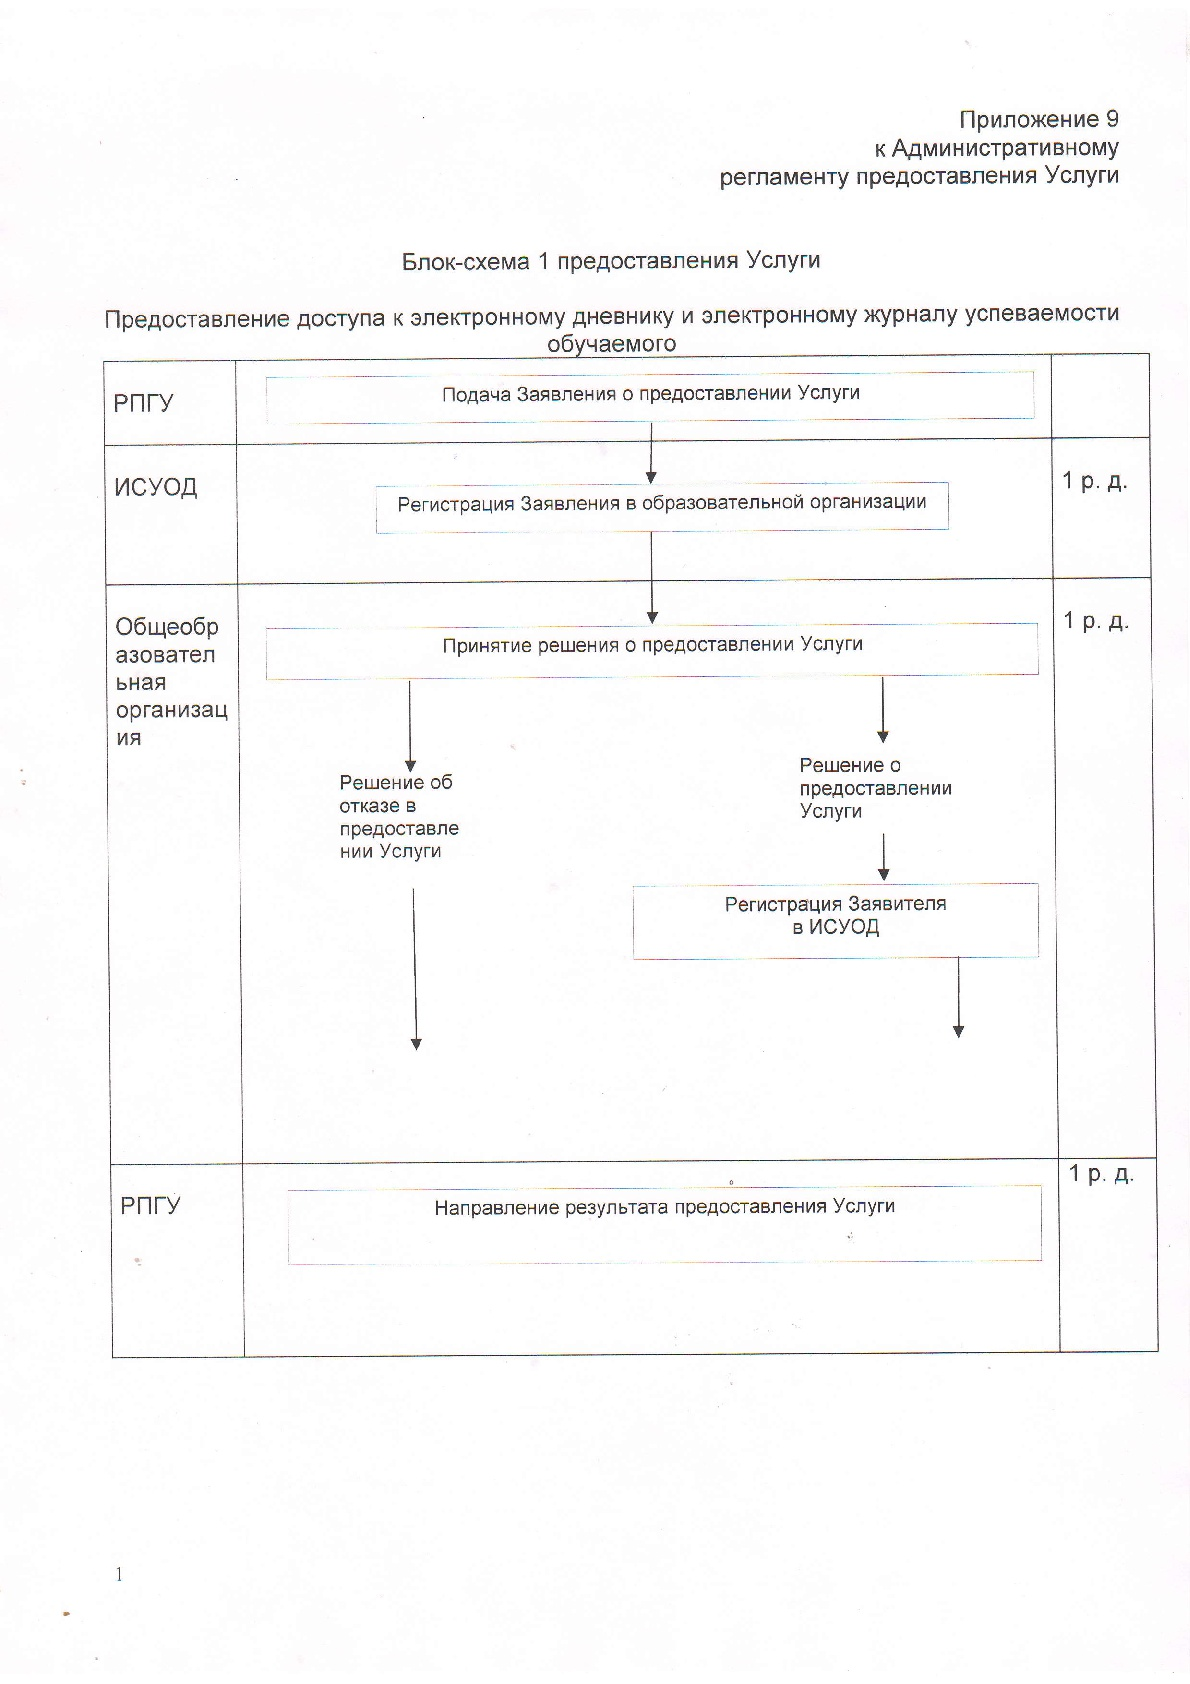 Приложение 9
к Административному
регламенту предоставления Услуги
Блок-схема 1 предоставления Услуги
Предоставление доступа к электронному дневнику и электронному журналу успеваемости
обучаемого
РПГУ
Подача Заявления о предоставлении Услуги
ИСУОД
Регистрация Заявления в образовательной организации
1 р. д.
Общеобр
азовател
ьная
организац
ия
Принятие решения о предоставлении Услуги
1 р. д.
Решение об
отказе в
предоставле
нии Услуги
Решение о
предоставлении
Услуги
Регистрация Заявителя
в ИСУОД
РПГУ
Направление результата предоставления Услуги
1 р. д.
1